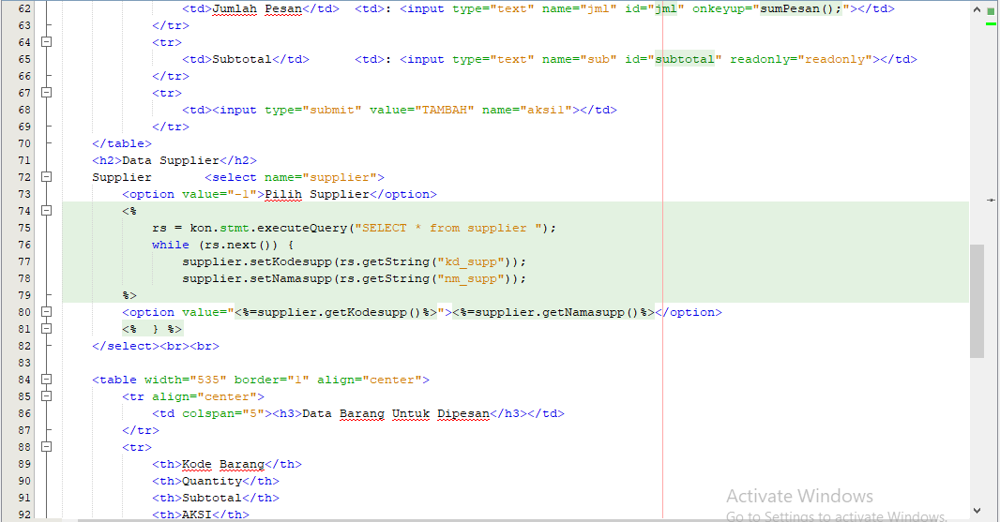 62 <td>Jumlah Pesan</td> <td>: <input type="text" name="jml" id="jml" onkeyup="sumPesan();"></td>
63 </tr>
64 <tr>
65 <td>Subtotal</td> <td>: <input type="text" name="sub" id="subtotal" readonly="readonly"></td>
66 </tr>
67 <tr>
68 <td><input type="submit" value="TAMBAH" name="aksi1"></td>
69 </tr>
70 </table>
71 <h2>Data Supplier</h2>
72 Supplier <select name="supplier">
73 <option value="-1">Pilih Supplier</option>
74 <%
75 rs = kon.stmt.executeQuery("SELECT * from supplier ");
76 while (rs.next()) {
77 supplier.setKodesupp(rs.getString("kd_supp"));
78 supplier.setNamasupp(rs.getString("nm_supp"));
79 %>
80 <option value="<%=supplier.getKodesupp()%>"><%=supplier.getNamasupp()%></option>
81 <% } %>
82 </select><br><br>
83
84 <table width="535" border="1" align="center">
85 <tr align="center">
86 <td colspan="5"><h3>Data Barang Untuk Dipesan</h3></td>
87 </tr>
88 <tr>
89 <th>Kode Barang</th>
90 <th>Quantity</th>
91 <th>Subtotal</th>
92 <th>AKSI</th>
Activate Windows
Go to Settings to activate Windows.